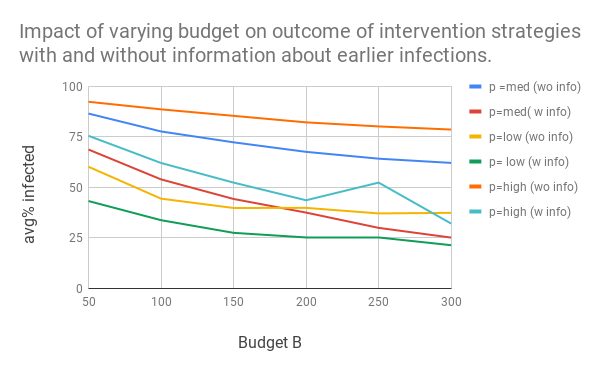 Impact of varying budget on outcome of intervention strategies
with and without information about earlier infections.
100
75
50
25
0
avg% infected
50 100 150 200 250 300
Budget B
p =med (wo info)
p=med( w info)
p=low (wo info)
p= low (w info)
p=high (wo info)
p=high (w info)